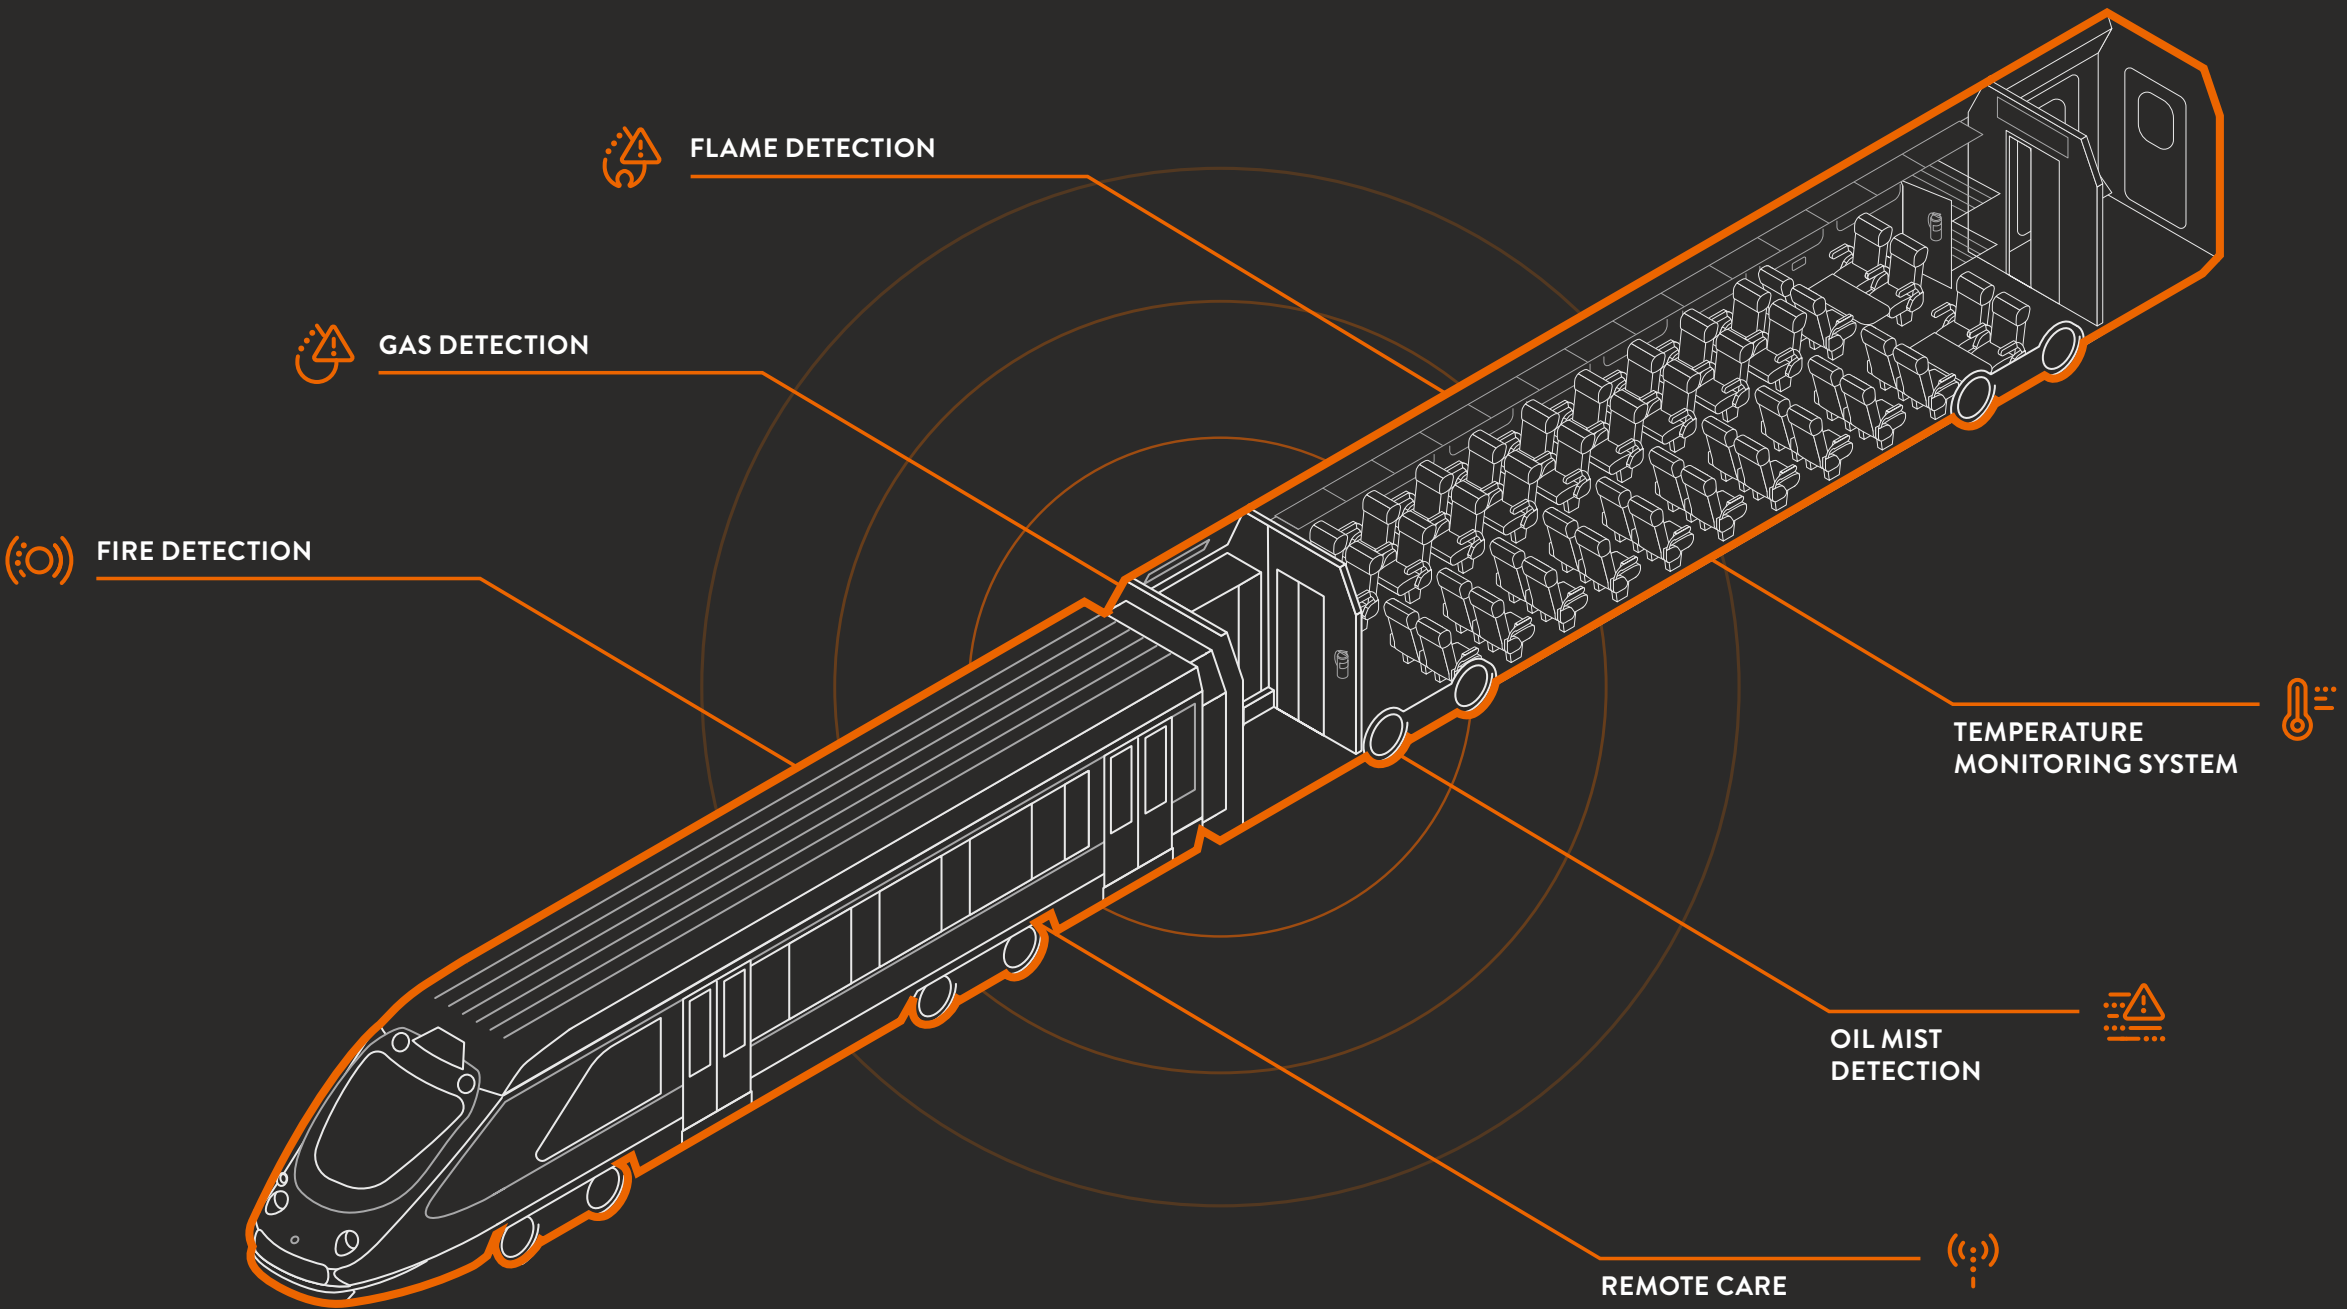 FLAME DETECTION
GAS DETECTION
FIRE DETECTION
TEMPERATURE
MONITORING SYSTEM
OIL MIST
DETECTION
REMOTE CARE